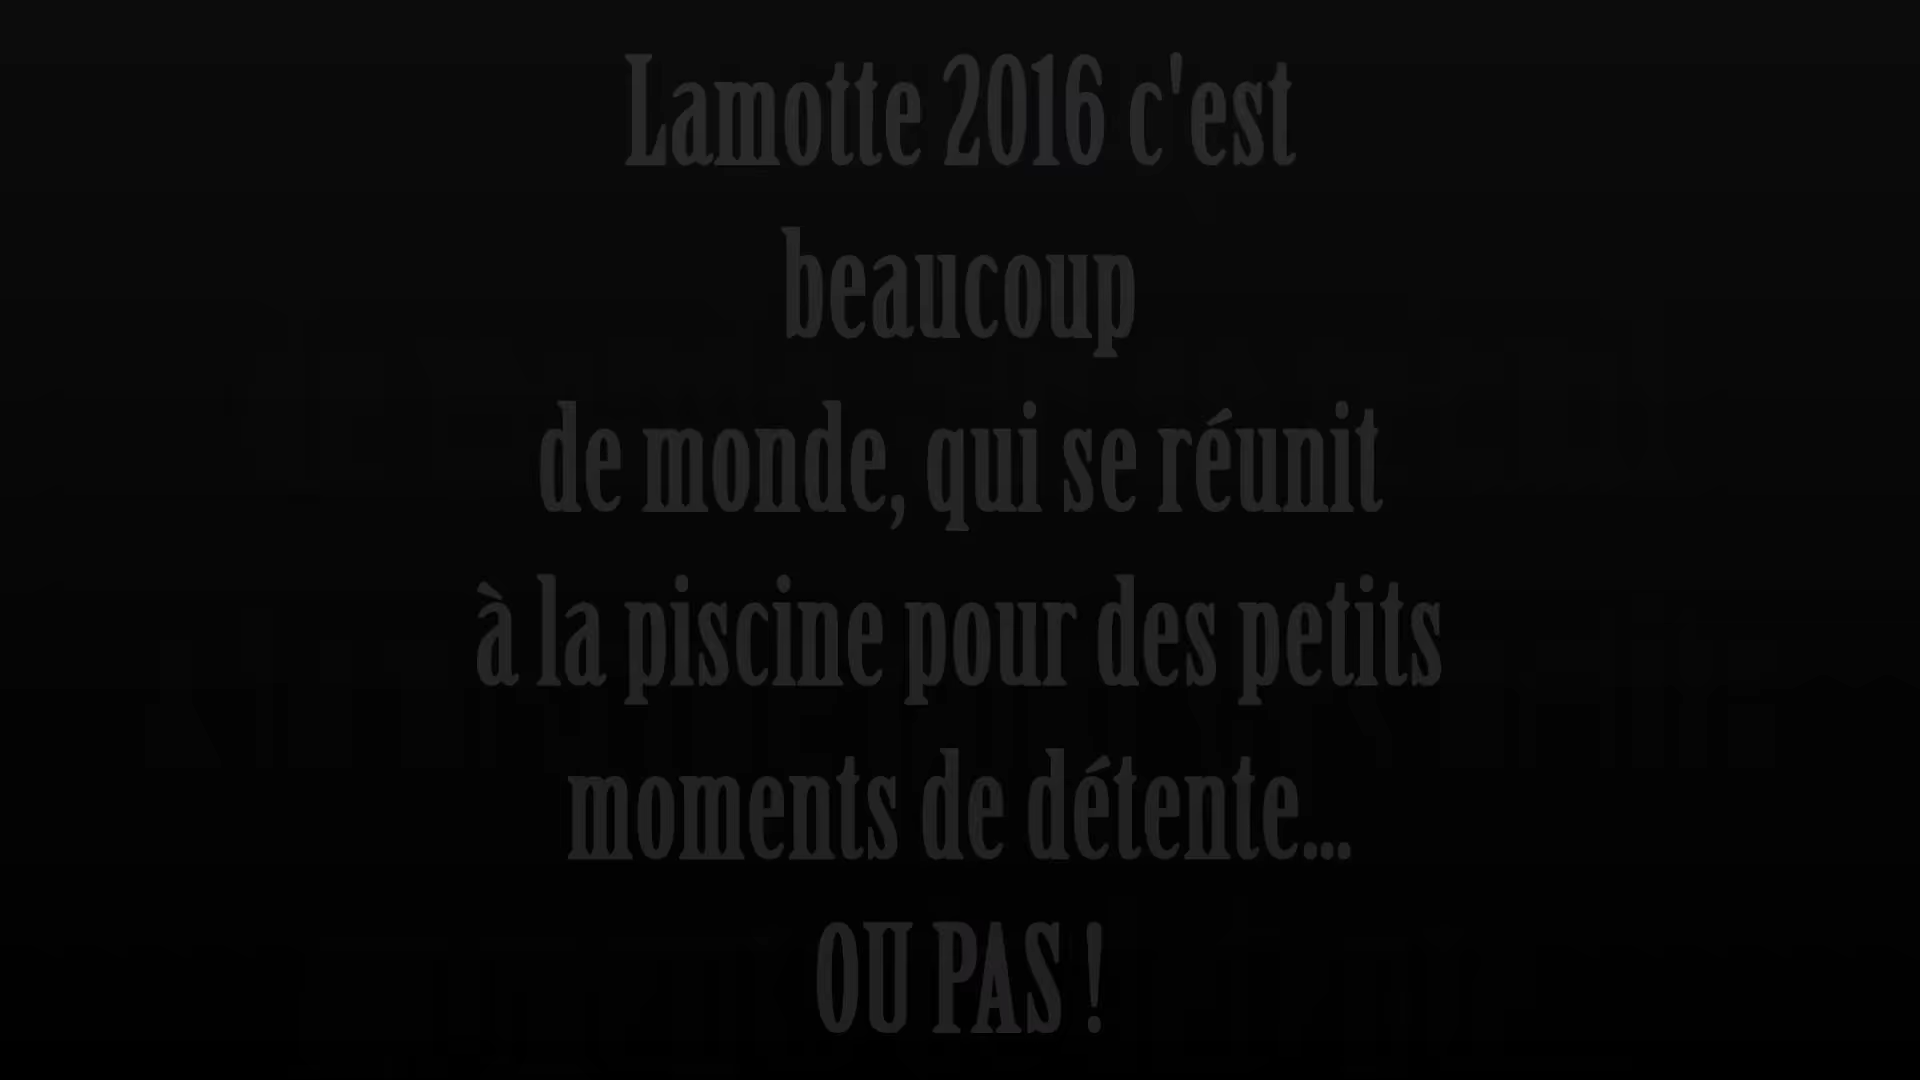 Lamotte 2016 c'est
beaucoup
de monde, qui se réunit
à la piscine pour des petits
moments de détente...
OU PAS !